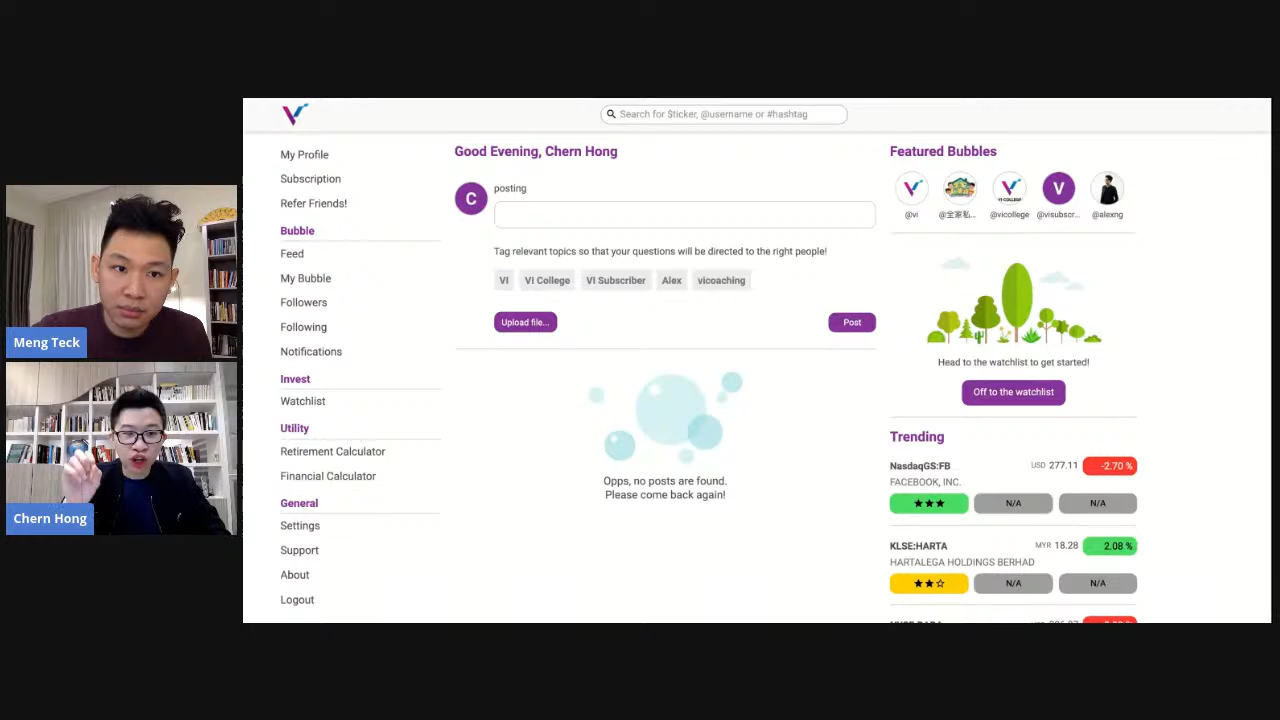 Meng Teck
Chern Hong
Search for $ticker, @username or #hashtag
My Profile
Subscription
Refer Friends!
Bubble
Feed
My Bubble
Followers
Following
Notifications
Invest
Watchlist
Utility
Retirement Calculator
Financial Calculator
General
Settings
Support
About
Logout
Good Evening, Chern Hong
C
posting
Tag relevant topics so that your questions will be directed to the right people!
VI VI College VI Subscriber Alex vicoaching
Upload file... Post
Opps, no posts are found.
Please come back again!
Featured Bubbles
V
VI COLLEGE
@vi @全家私... @vicollege @visubscr... @alexng
Head to the watchlist to get started!
Off to the watchlist
Trending
NasdaqGS:FB USD 277.11 -2.70 %
FACEBOOK, INC.
★★★ N/A N/A
KLSE:HARTA MYR 18.28 2.08 %
HARTALEGA HOLDINGS BERHAD
★★☆ N/A N/A